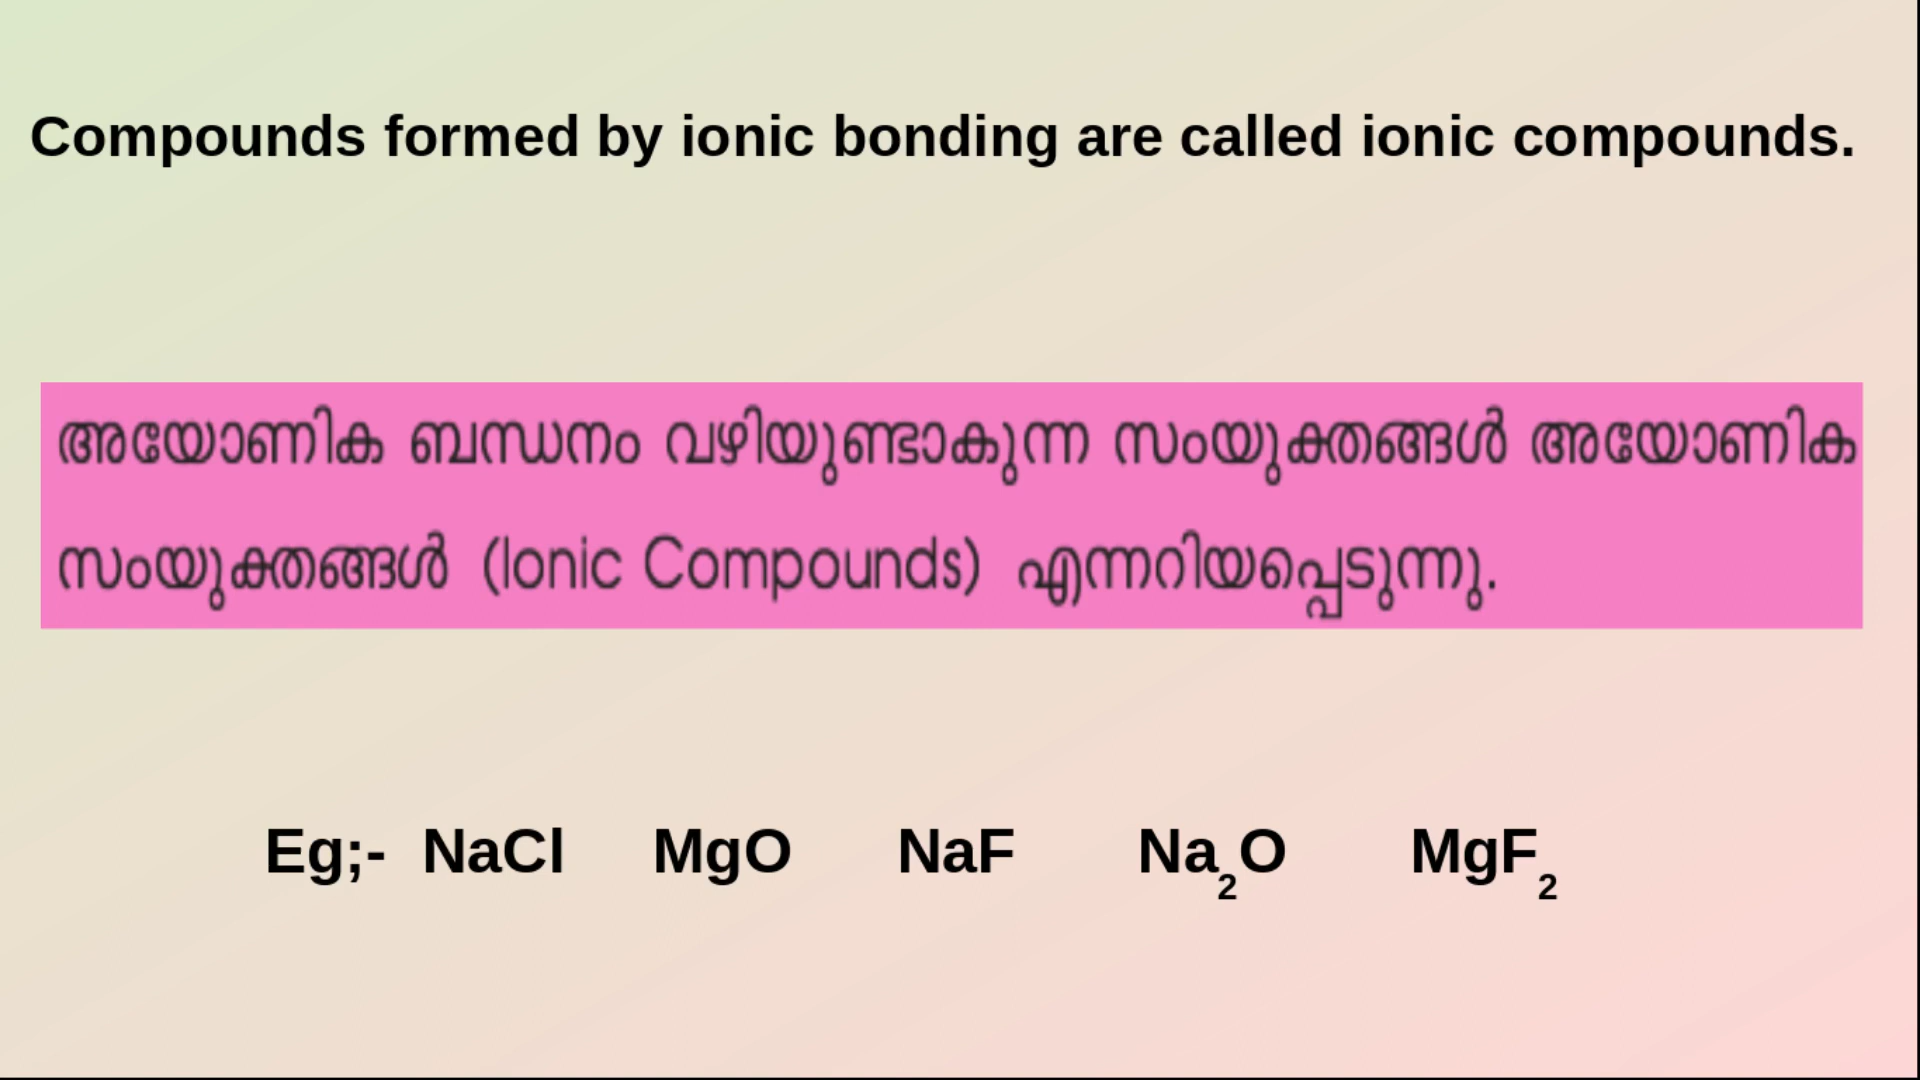 Compounds formed by ionic bonding are called ionic compounds.
അയോണിക ബന്ധനം വഴിയുണ്ടാകുന്ന സംയുക്തങ്ങൾ അയോണിക
സംയുക്തങ്ങൾ (Ionic Compounds) എന്നറിയപ്പെടുന്നു.
Eg;- NaCl MgO NaF Na₂O MgF₂